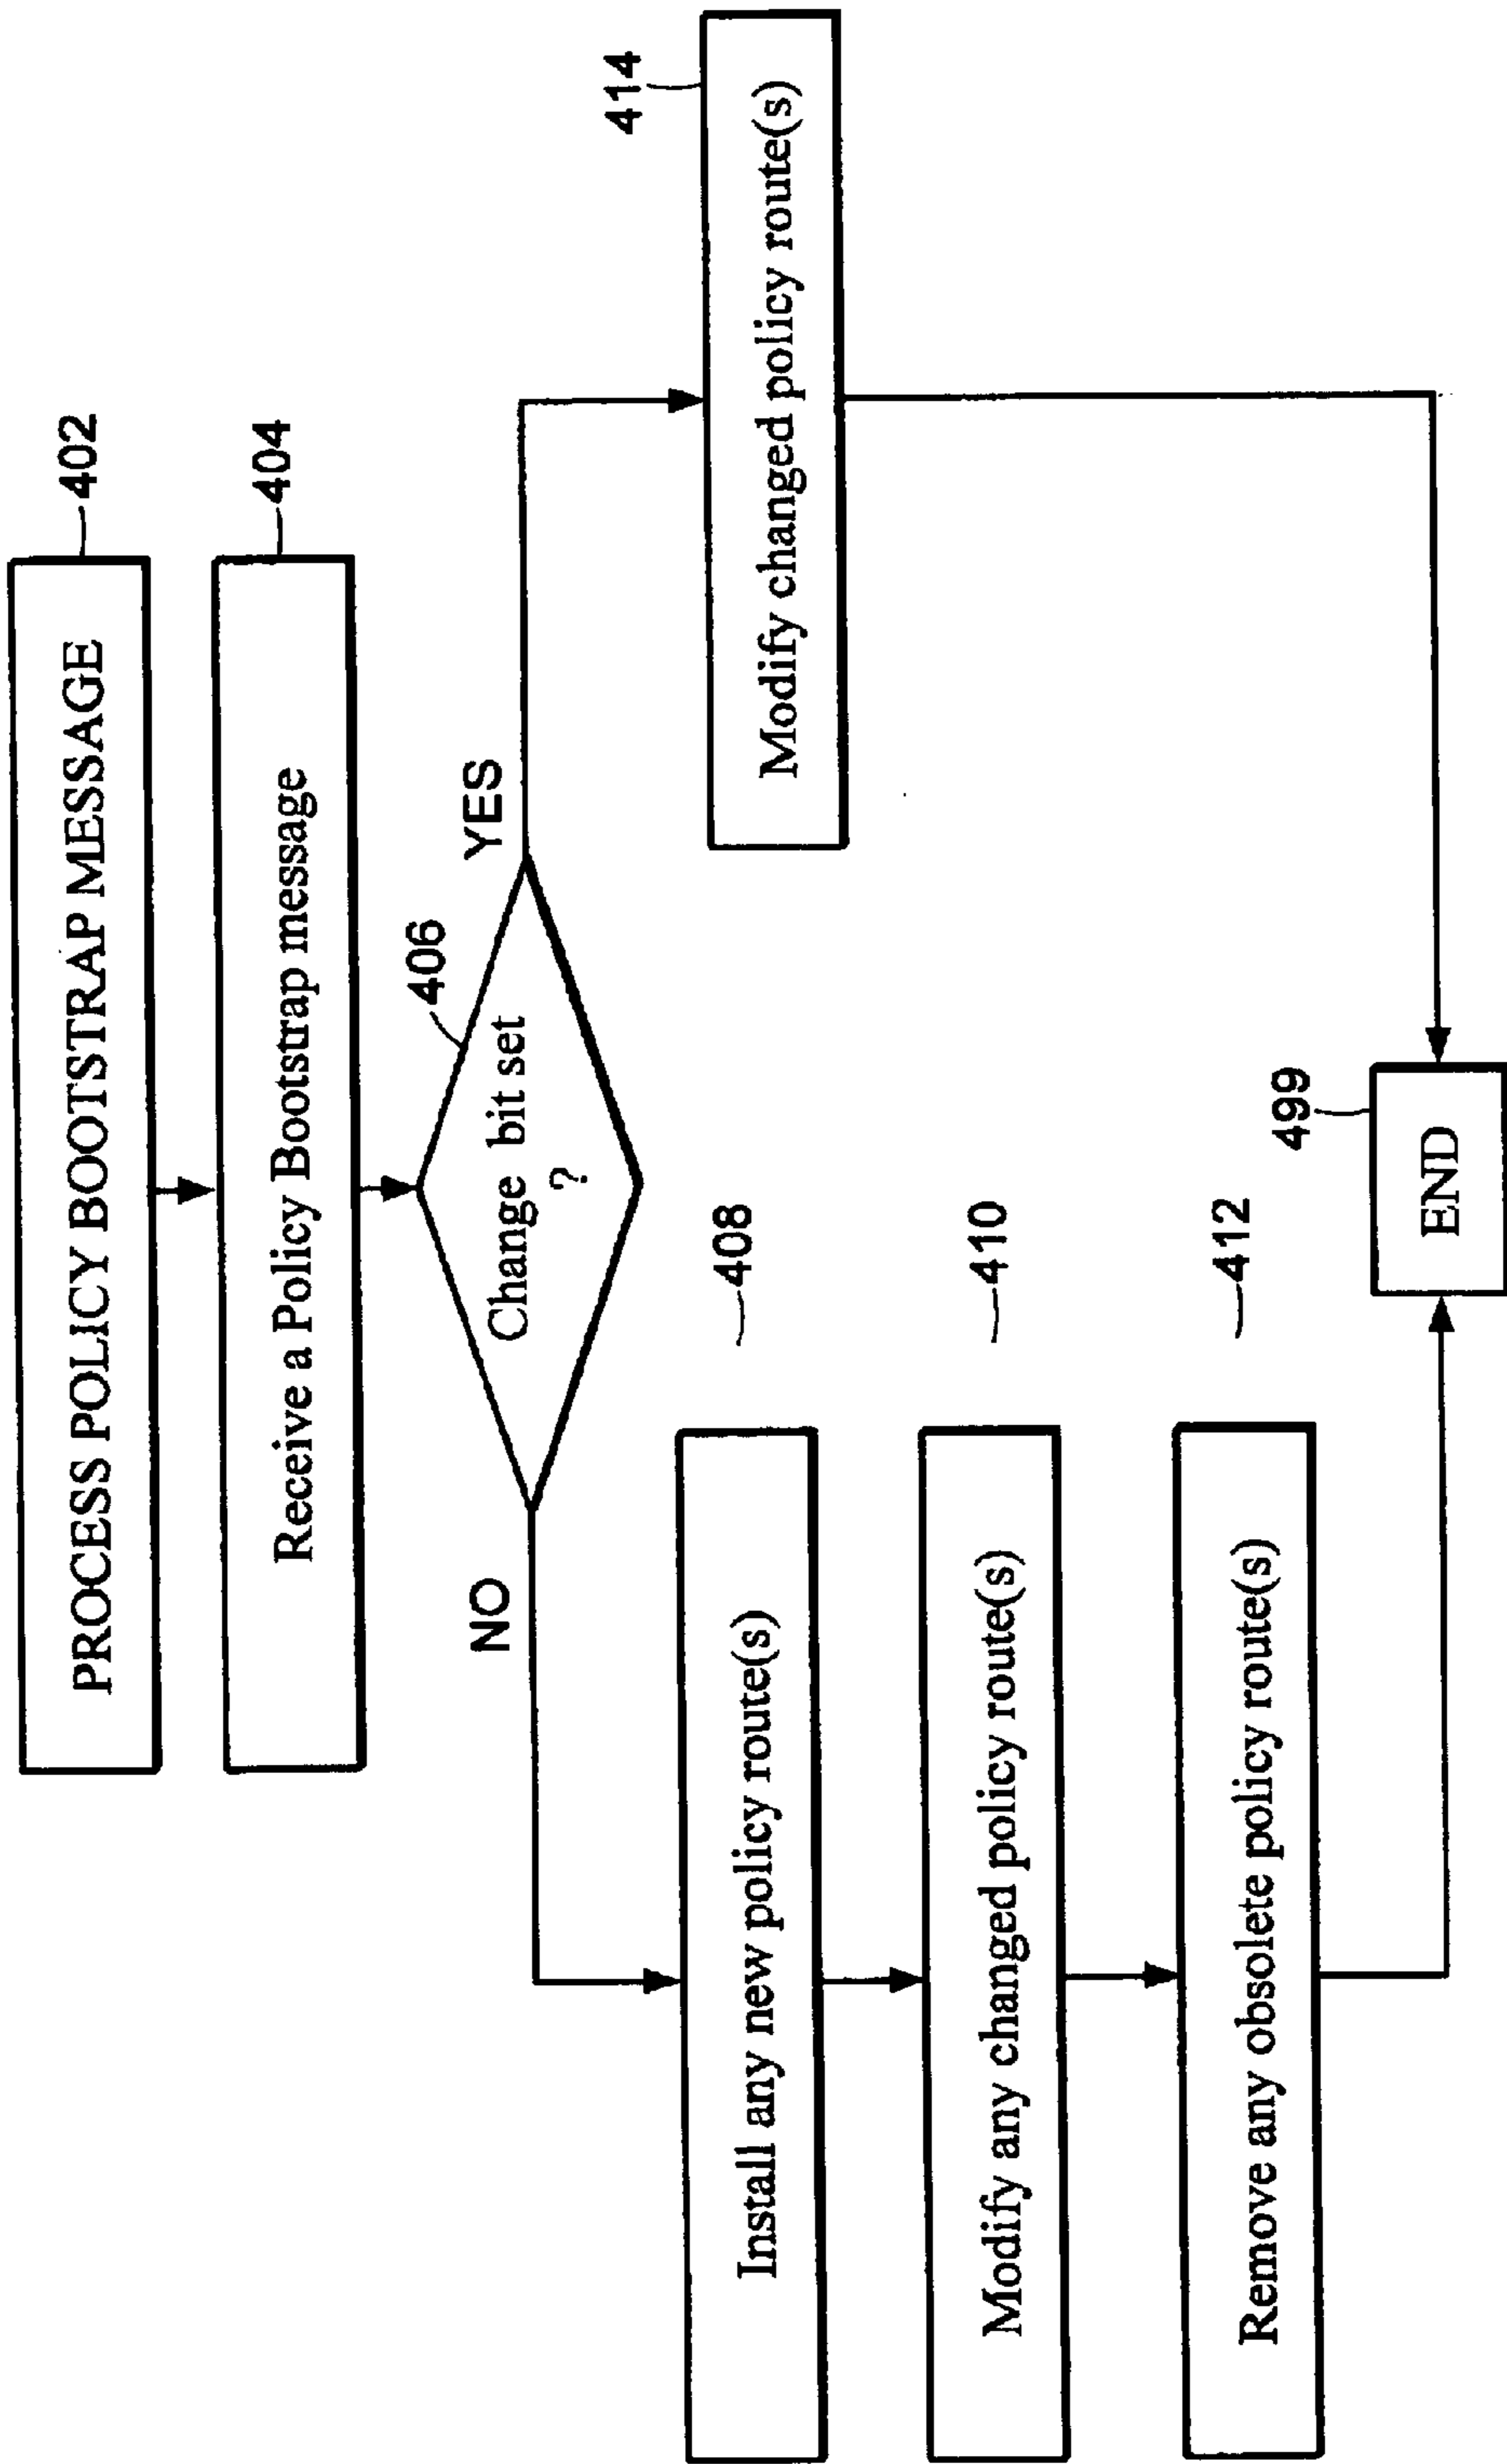 PROCESS POLICY BOOTSTRAP MESSAGE
402
Receive a Policy Bootstrap message
404
406
Change bit set
?
NO
YES
408
Install any new policy route(s)
410
Modify any changed policy route(s)
412
Remove any obsolete policy route(s)
414
Modify changed policy route(s)
499
END